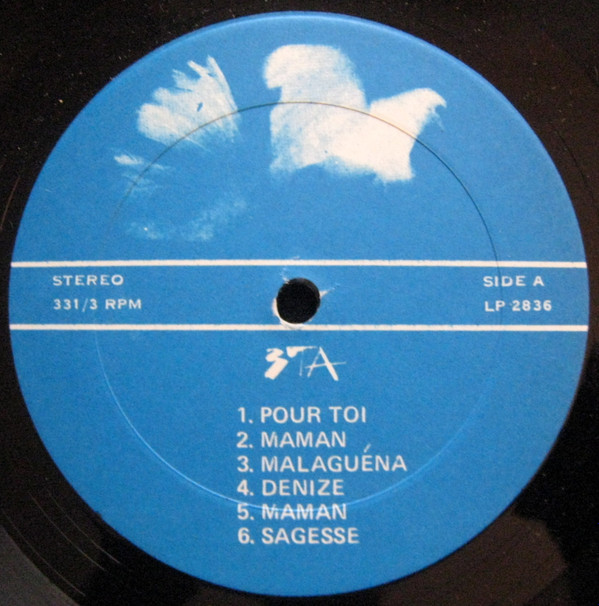 STEREO
331/3 RPM
SIDE A
LP 2836
3TA
1. POUR TOI
2. MAMAN
3. MALAGUÉNA
4. DENIZE
5. MAMAN
6. SAGESSE